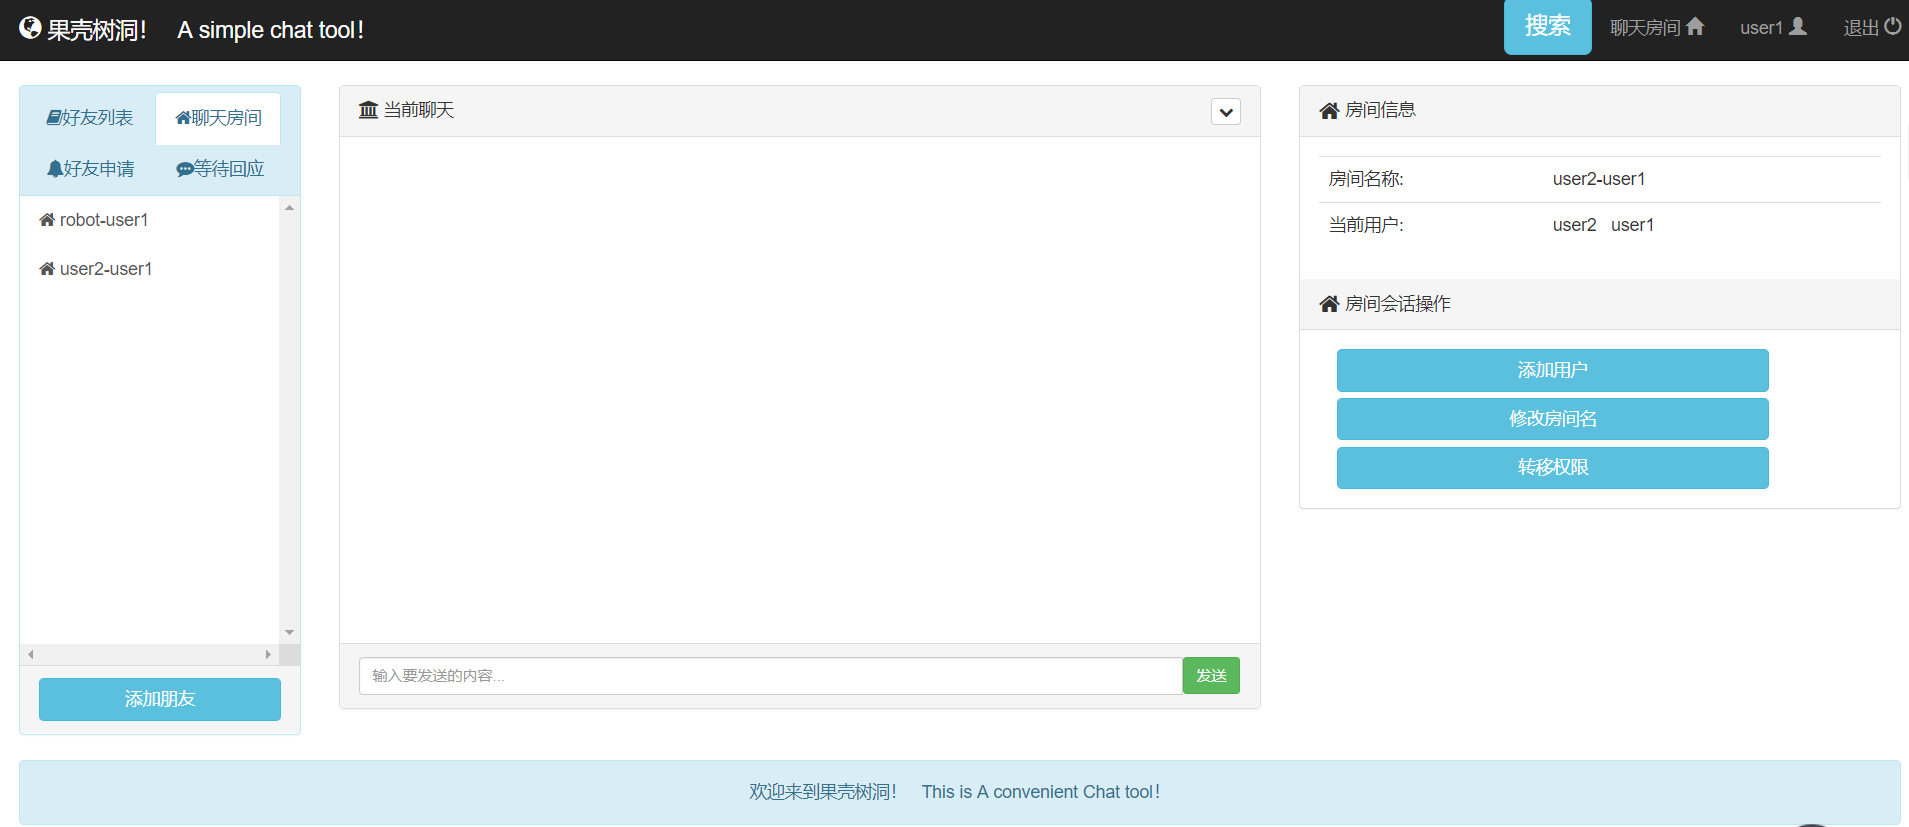 果壳树洞! A simple chat tool!
搜索 聊天房间 user1 退出
好友列表 聊天房间
好友申请 等待回应
robot-user1
user2-user1
添加朋友
当前聊天
输入要发送的内容...
发送
房间信息
房间名称: user2-user1
当前用户: user2 user1
房间会话操作
添加用户
修改房间名
转移权限
欢迎来到果壳树洞! This is A convenient Chat tool!